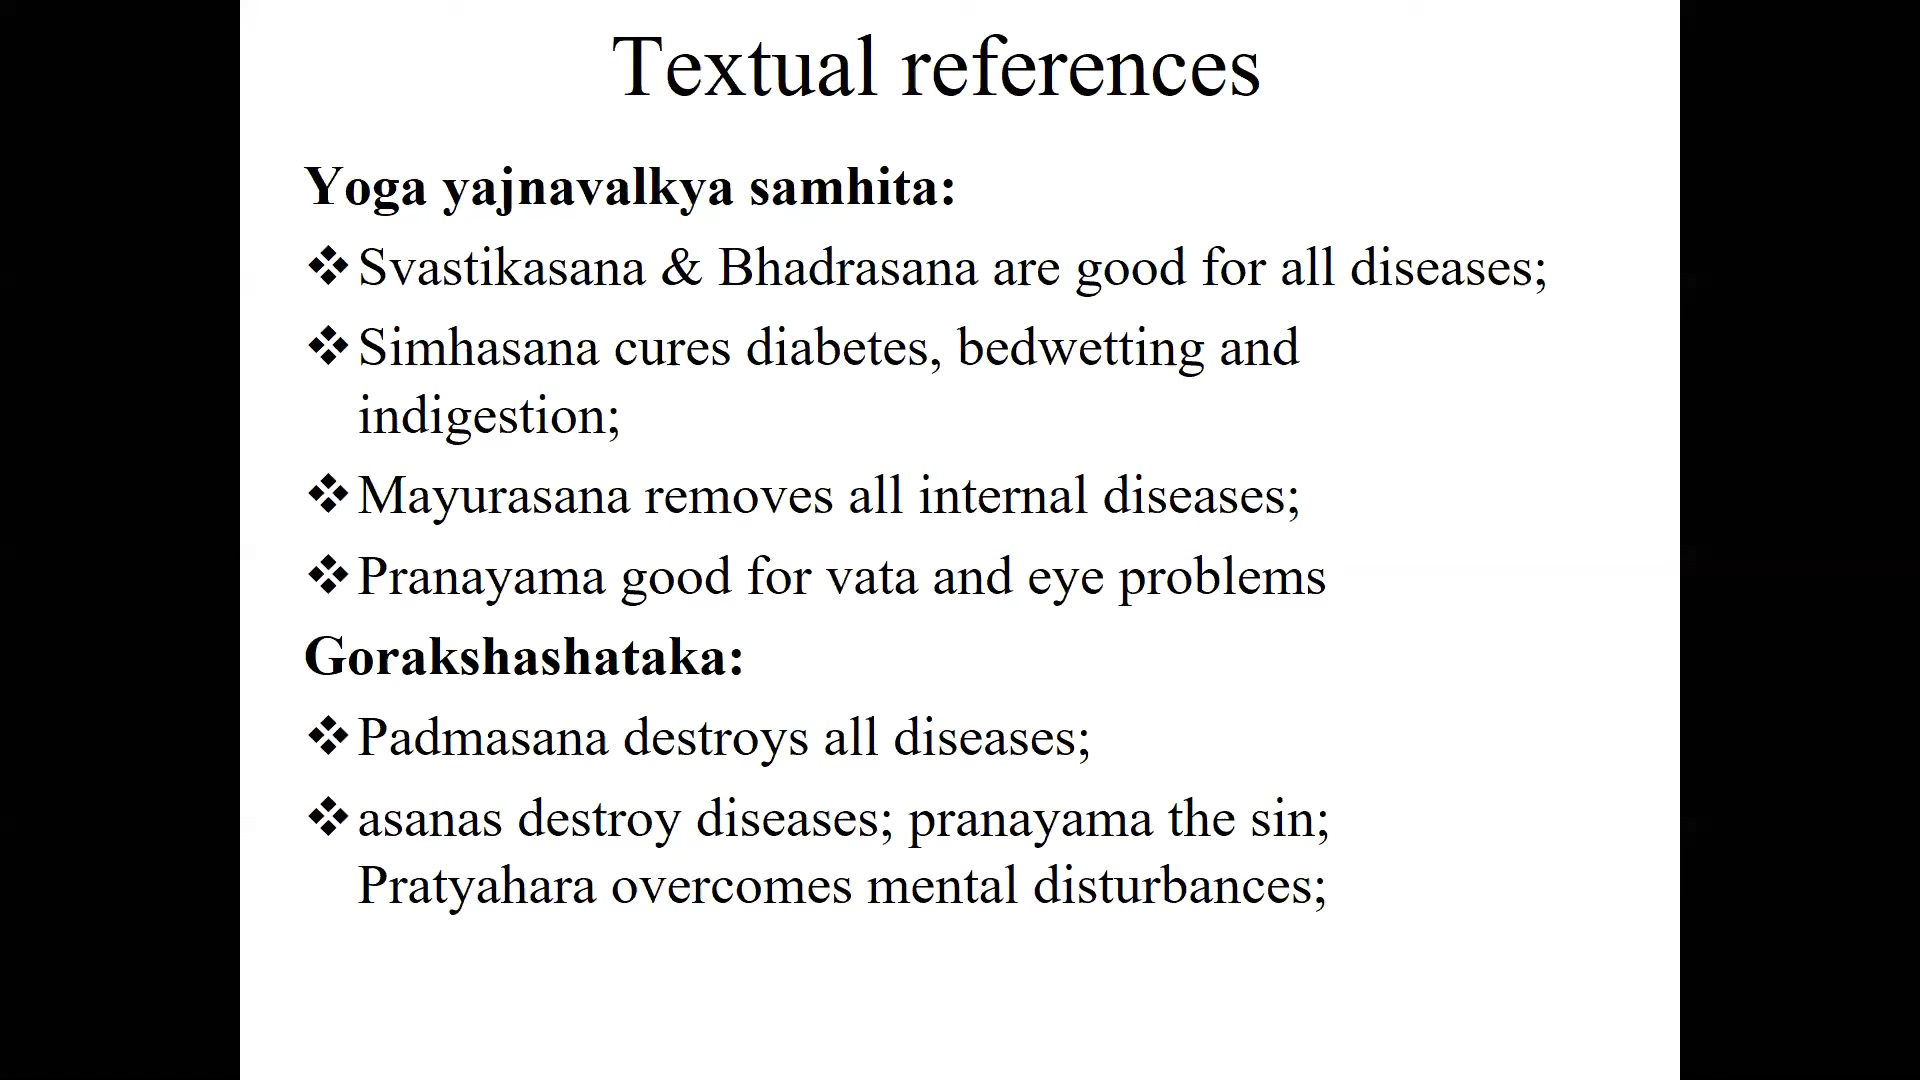 Textual references
Yoga yajnavalkya samhita:
❖ Svastikasana & Bhadrasana are good for all diseases;
❖ Simhasana cures diabetes, bedwetting and
indigestion;
❖ Mayurasana removes all internal diseases;
❖ Pranayama good for vata and eye problems
Gorakshashataka:
❖ Padmasana destroys all diseases;
❖ asanas destroy diseases; pranayama the sin;
Pratyahara overcomes mental disturbances;